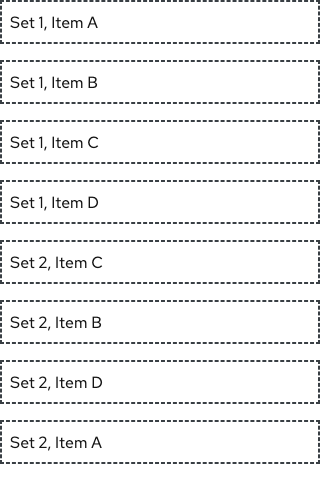 Set 1, Item A
Set 1, Item B
Set 1, Item C
Set 1, Item D
Set 2, Item C
Set 2, Item B
Set 2, Item D
Set 2, Item A